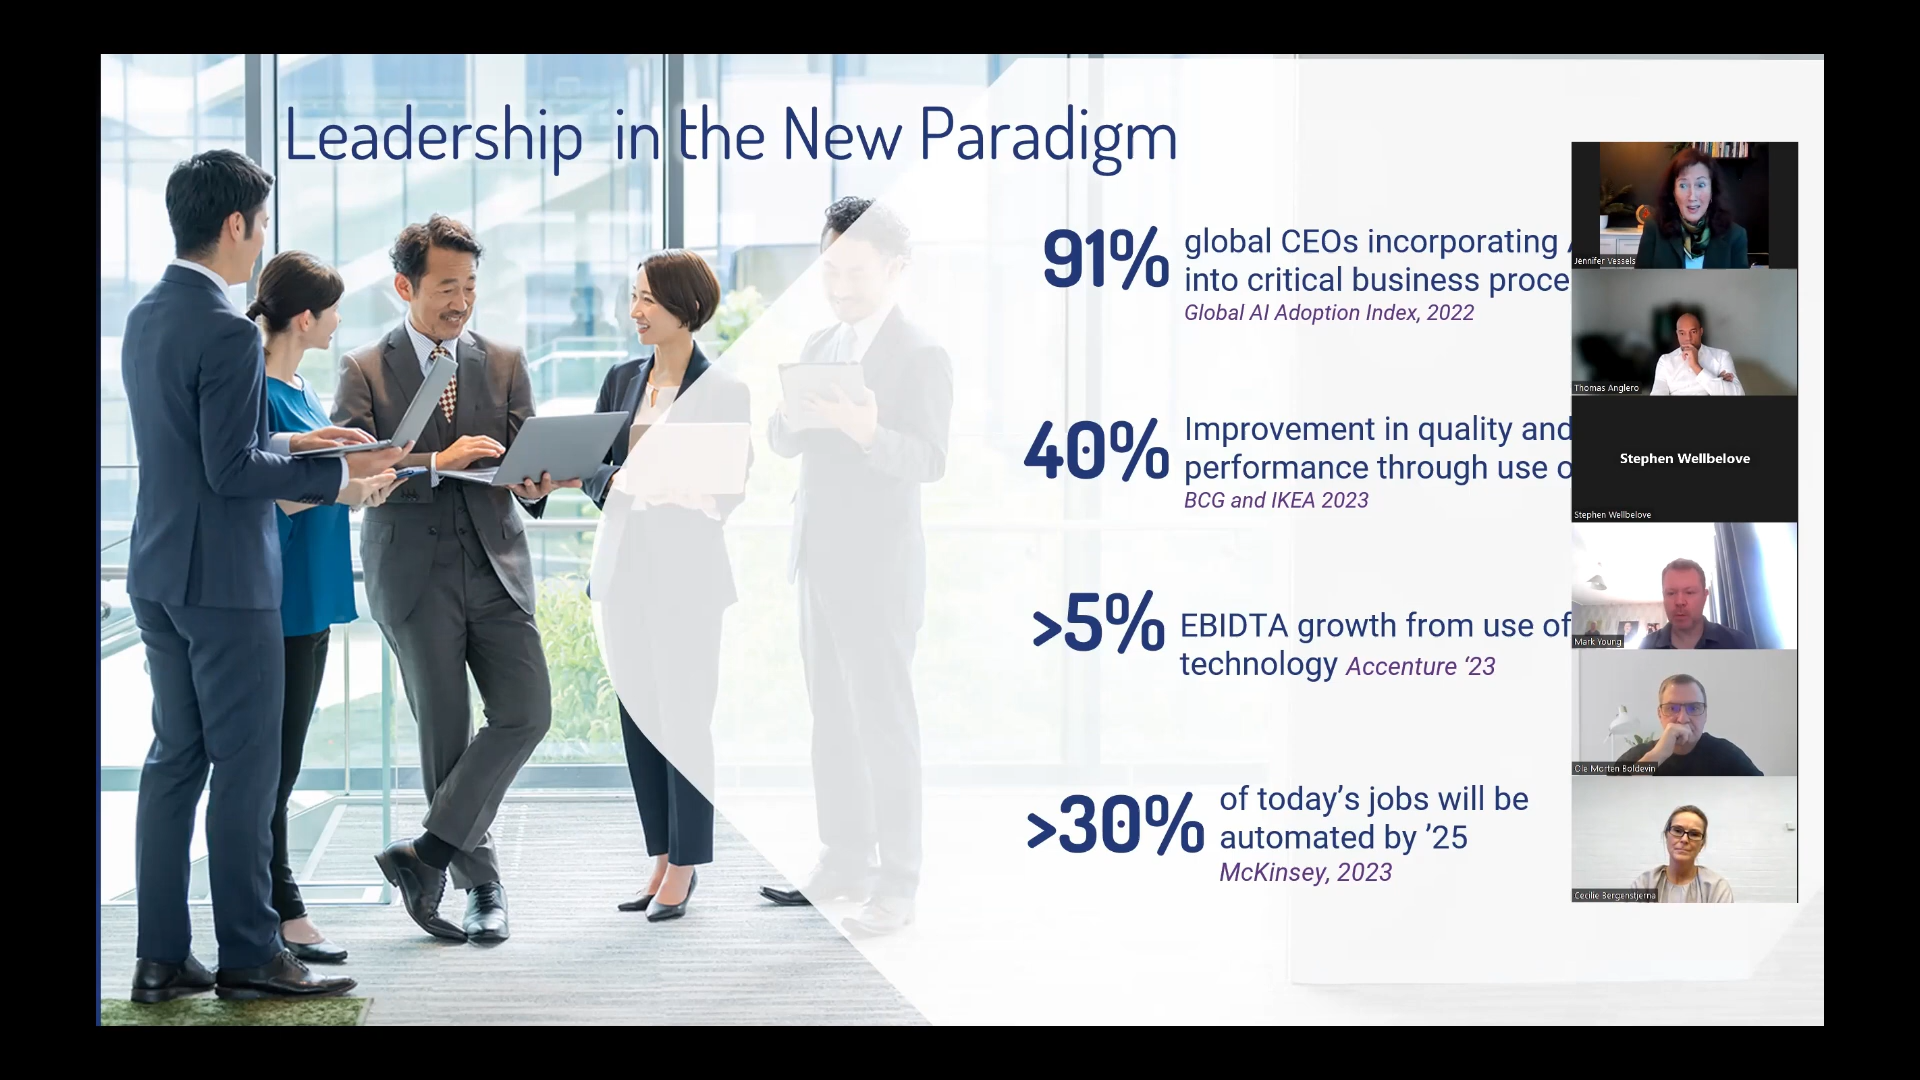 Leadership in the New Paradigm
91% global CEOs incorporating
into critical business proce
Global AI Adoption Index, 2022
40% Improvement in quality and
performance through use o
BCG and IKEA 2023
>5% EBIDTA growth from use of
technology Accenture ‘23
>30% of today’s jobs will be
automated by ’25
McKinsey, 2023
Jennifer Vessels
Thomas Anglero
Stephen Wellbelove
Stephen Wellbelove
Mark Young
Ole Morten Boldevin
Cecilie Bergenstjerna